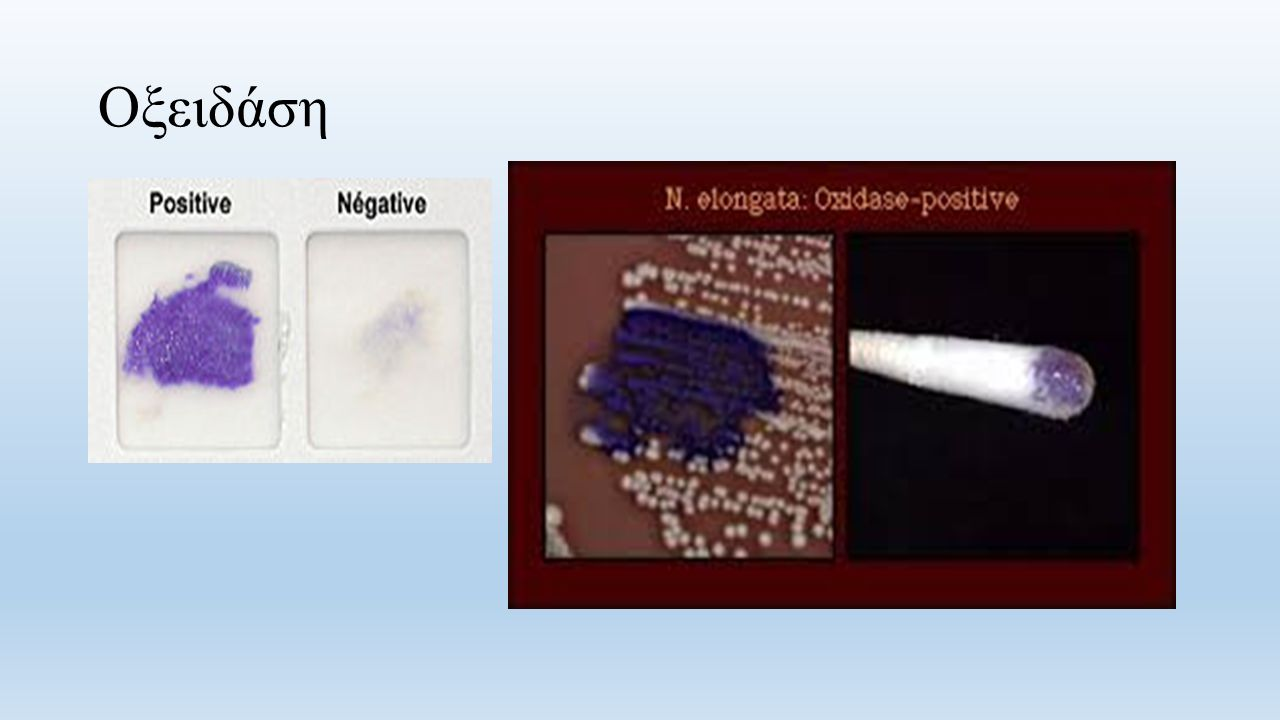 Οξειδάση
Positive
Négative
N. elongata: Oxidase-positive